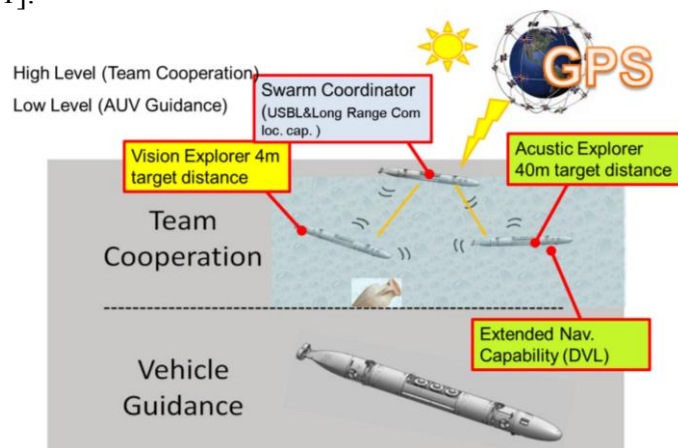 High Level (Team Cooperation)
Low Level (AUV Guidance)
GPS
Swarm Coordinator
(USBL&Long Range Com
loc. cap. )
Vision Explorer 4m
target distance
Acustic Explorer
40m target distance
Team
Cooperation
Extended Nav.
Capability (DVL)
Vehicle
Guidance